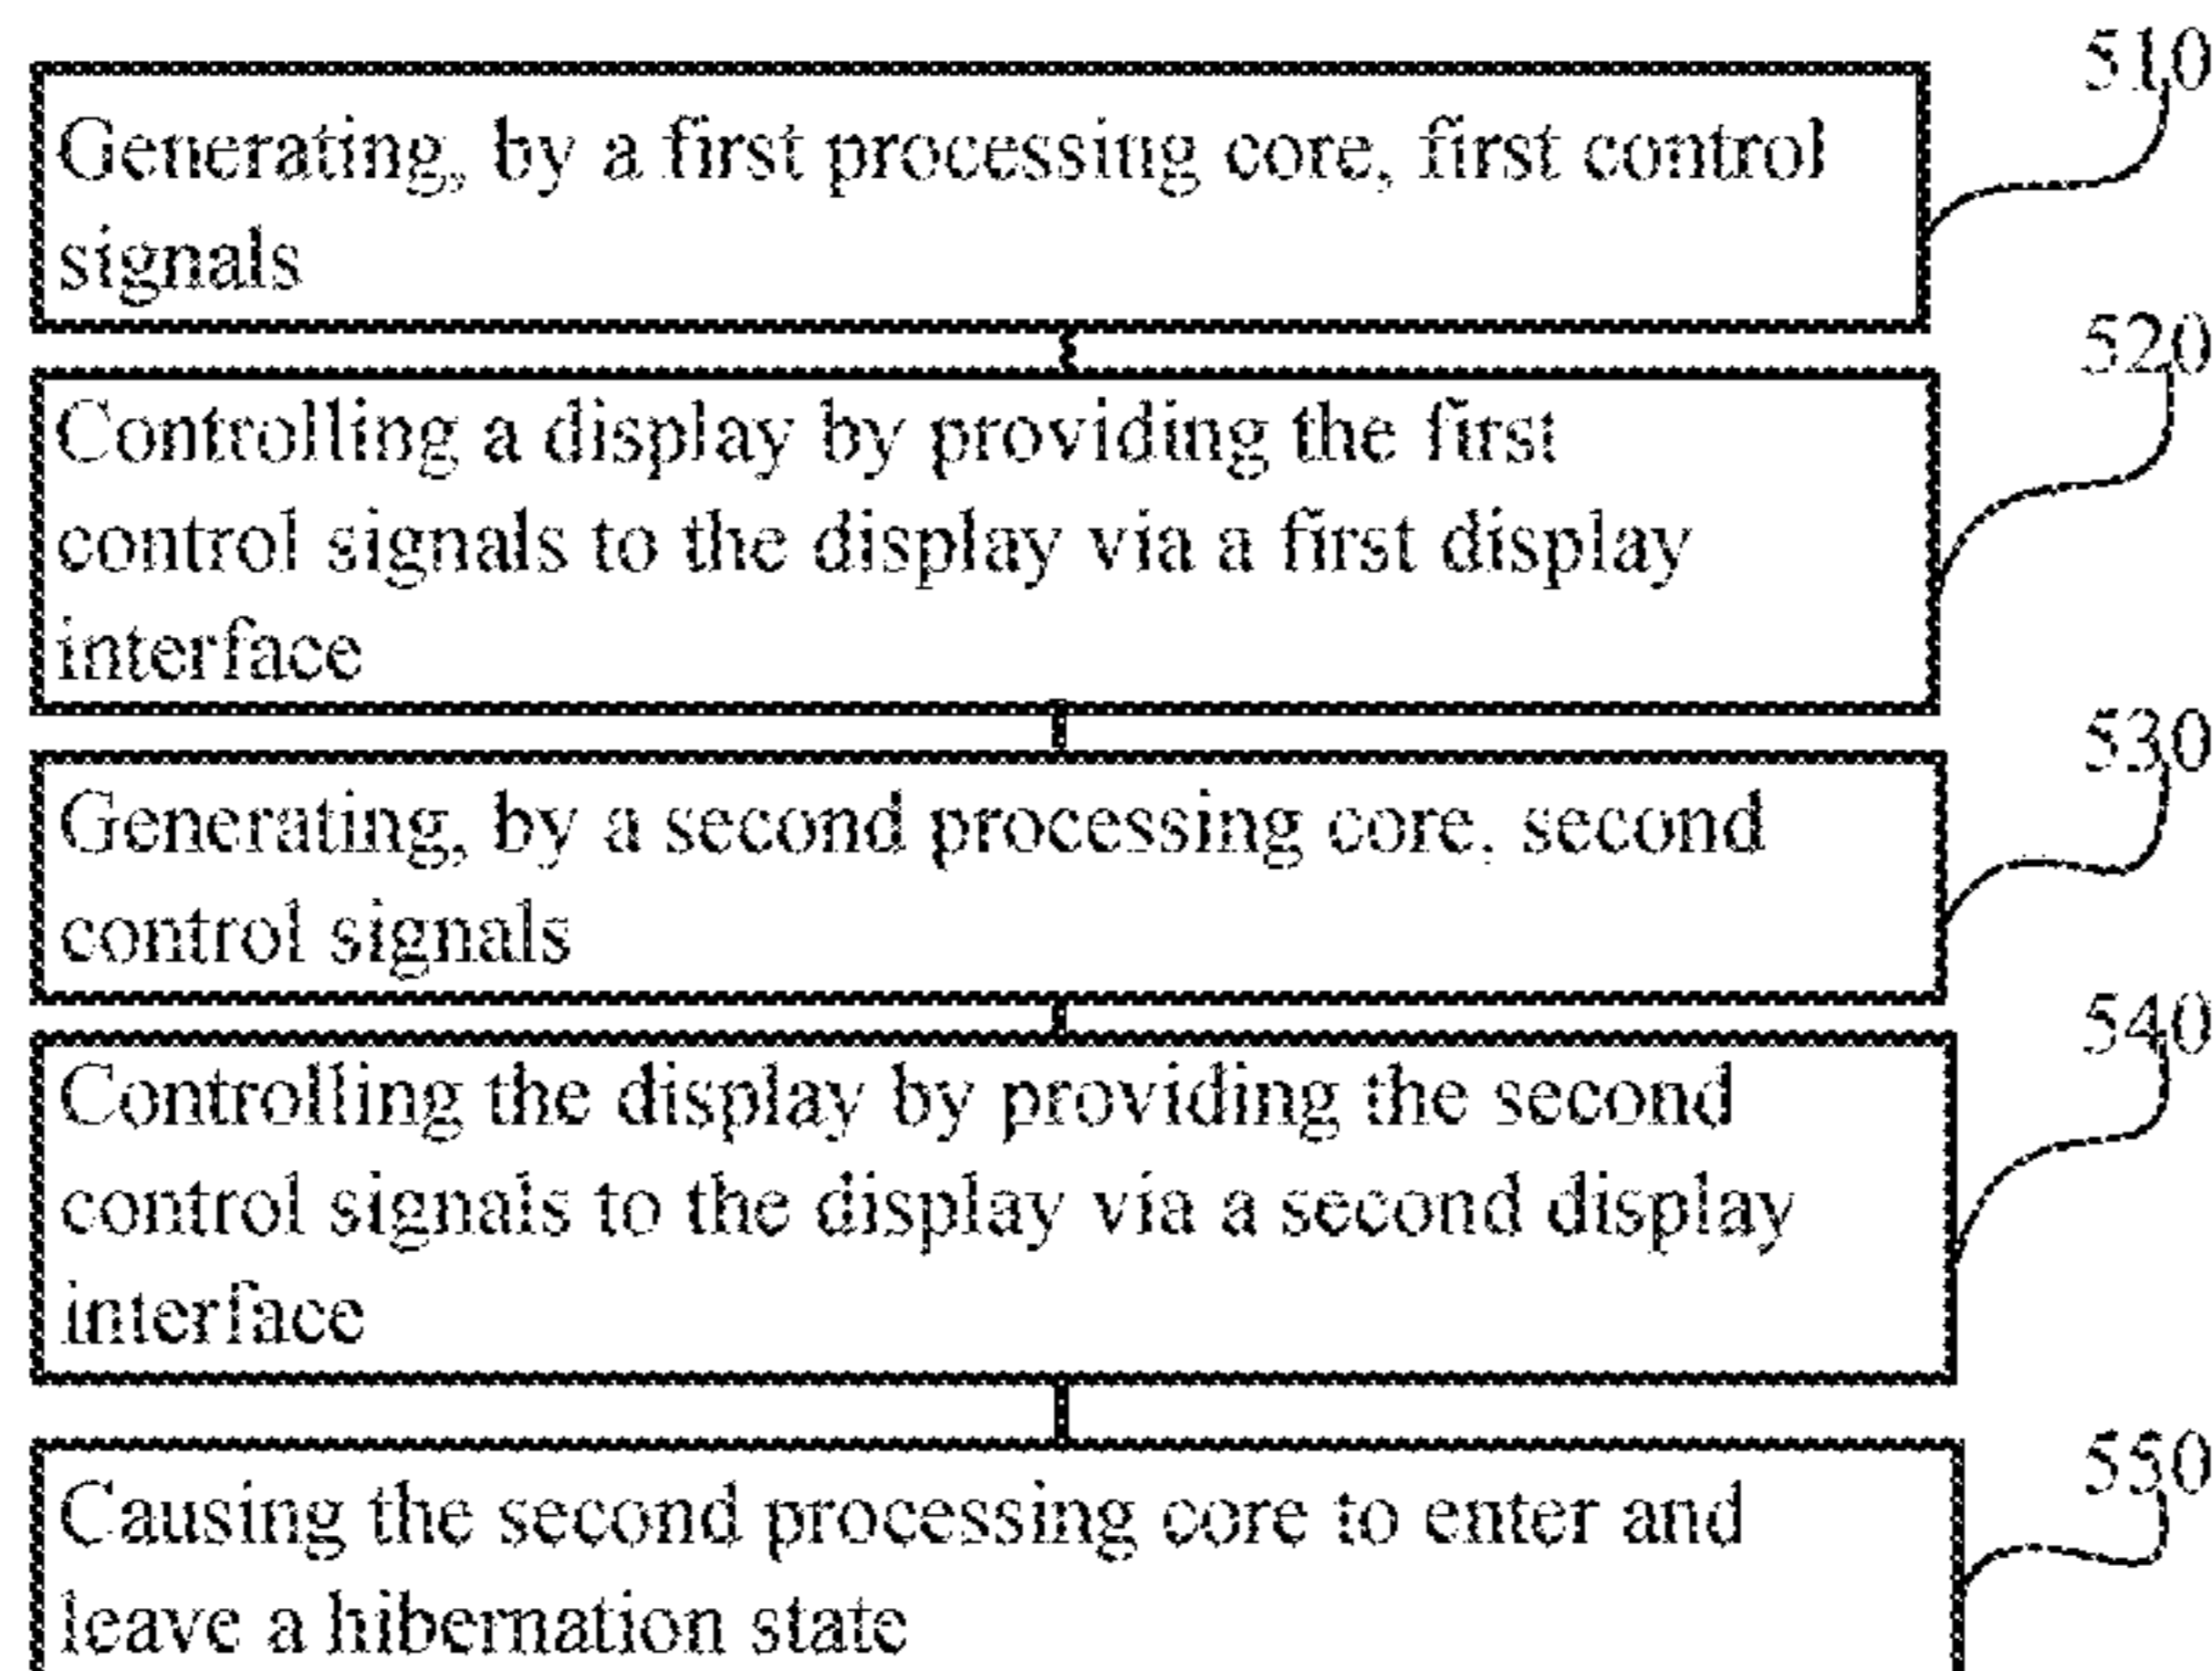 510
Generating, by a first processing core, first control
signals
520
Controlling a display by providing the first
control signals to the display via a first display
interface
530
Generating, by a second processing core, second
control signals
540
Controlling the display by providing the second
control signals to the display via a second display
interface
550
Causing the second processing core to enter and
leave a hibernation state